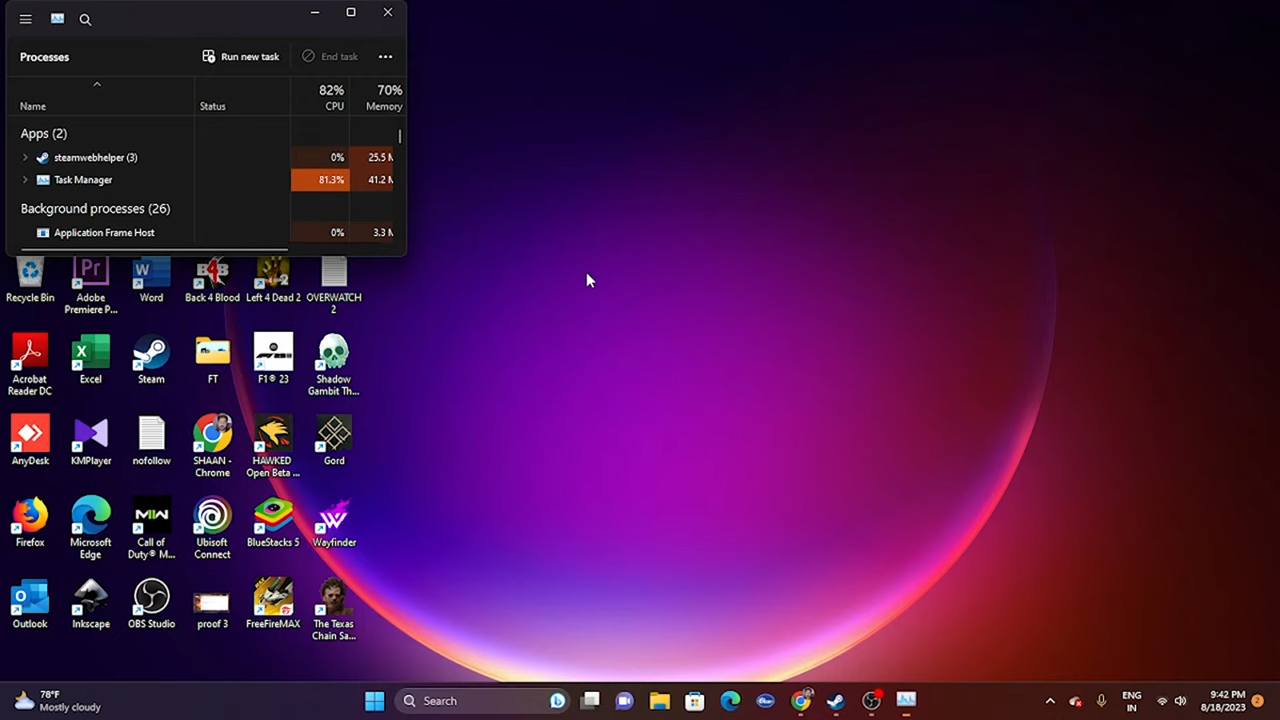 Processes
Run new task
End task
82%
70%
Name
Status
CPU
Memory
Apps (2)
steamwebhelper (3)
0%
25.5 M
Task Manager
81.3%
41.2 M
Background processes (26)
Application Frame Host
0%
3.3 M
Recycle Bin
Adobe
Premiere P...
Word
Back 4 Blood
Left 4 Dead 2
OVERWATCH
2
Acrobat
Reader DC
Excel
Steam
FT
F1® 23
Shadow
Gambit Th...
AnyDesk
KMPlayer
nofollow
SHAAN -
Chrome
HAWKED
Open Beta ...
Gord
Firefox
Microsoft
Edge
Call of
Duty® M...
Ubisoft
Connect
BlueStacks 5
Wayfinder
Outlook
Inkscape
OBS Studio
proof 3
FreeFireMAX
The Texas
Chain Sa...
78°F
Mostly cloudy
Search
ENG
IN
9:42 PM
8/18/2023
2